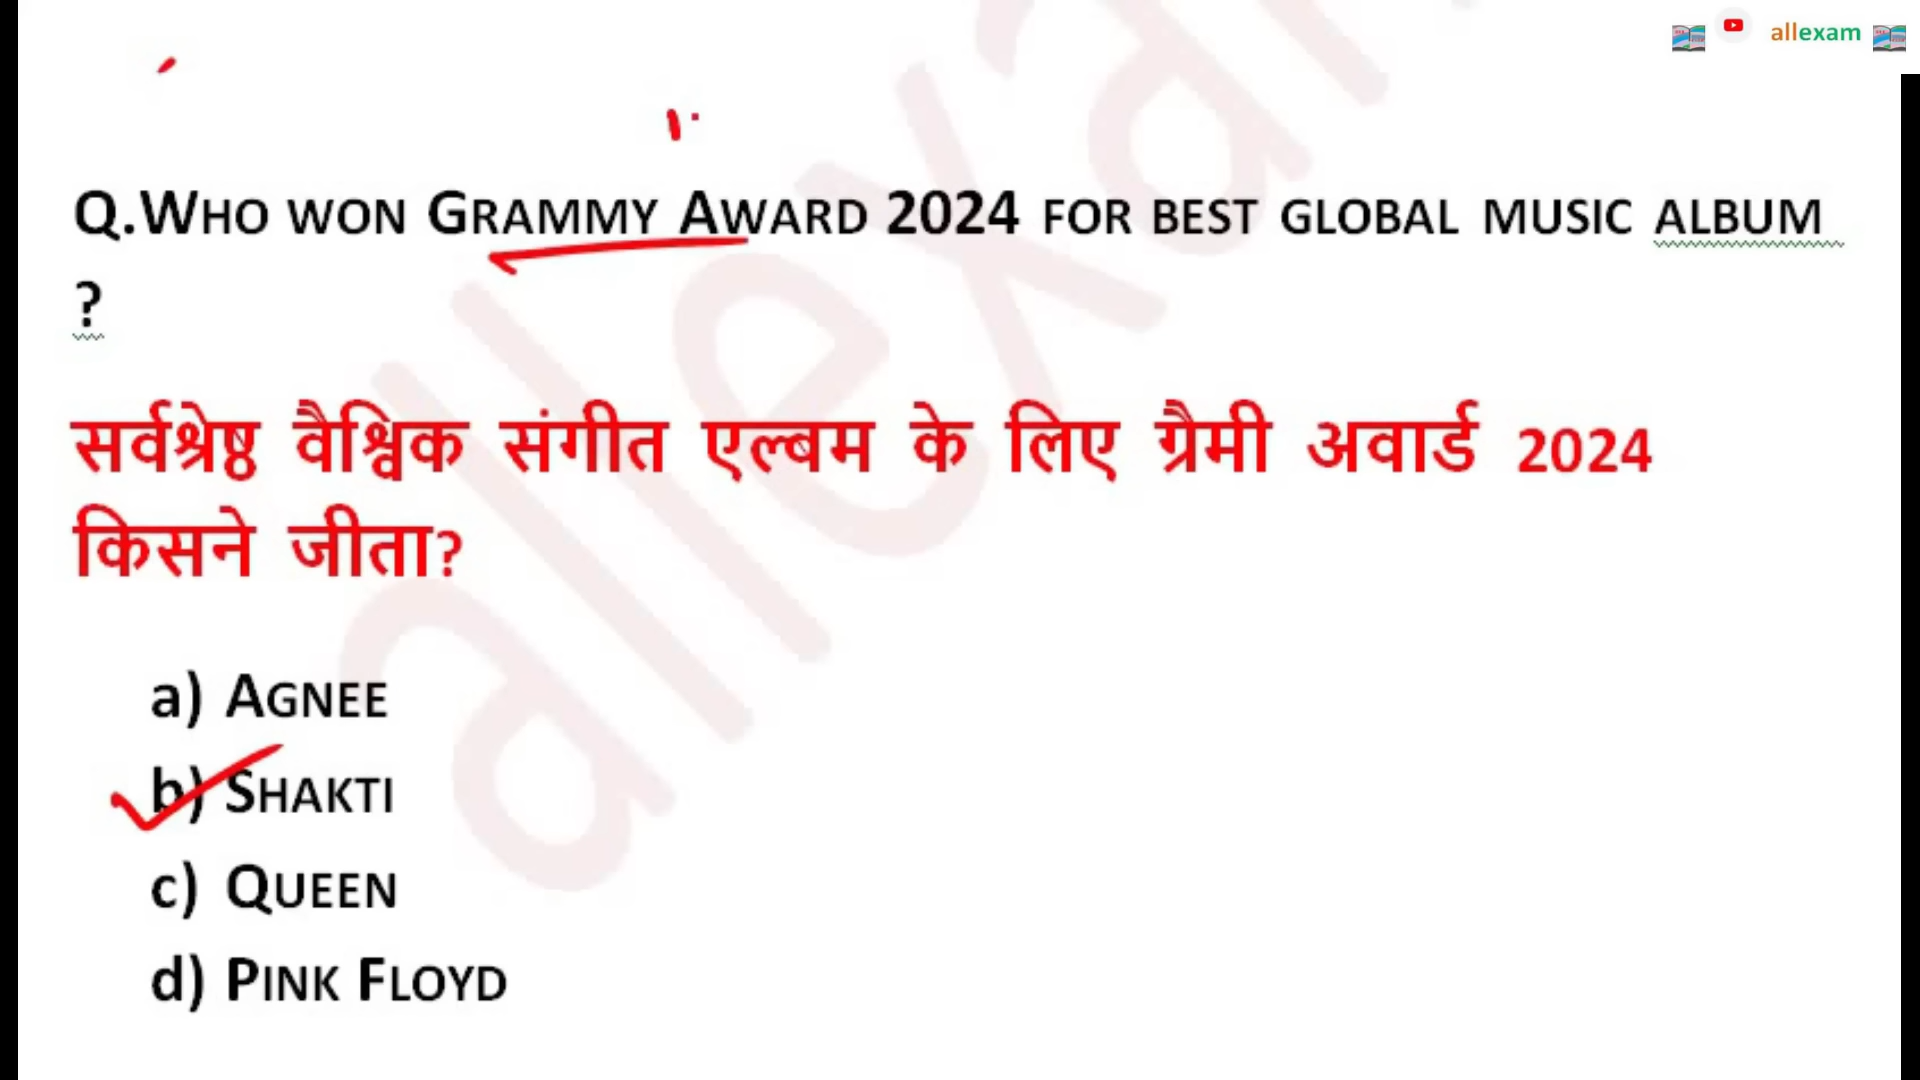 allexam
Q.Who won Grammy Award 2024 for best global music album
?
सर्वश्रेष्ठ वैश्विक संगीत एल्बम के लिए ग्रैमी अवार्ड 2024
किसने जीता?
a) Agnee
b) Shakti
c) Queen
d) Pink Floyd
allexam